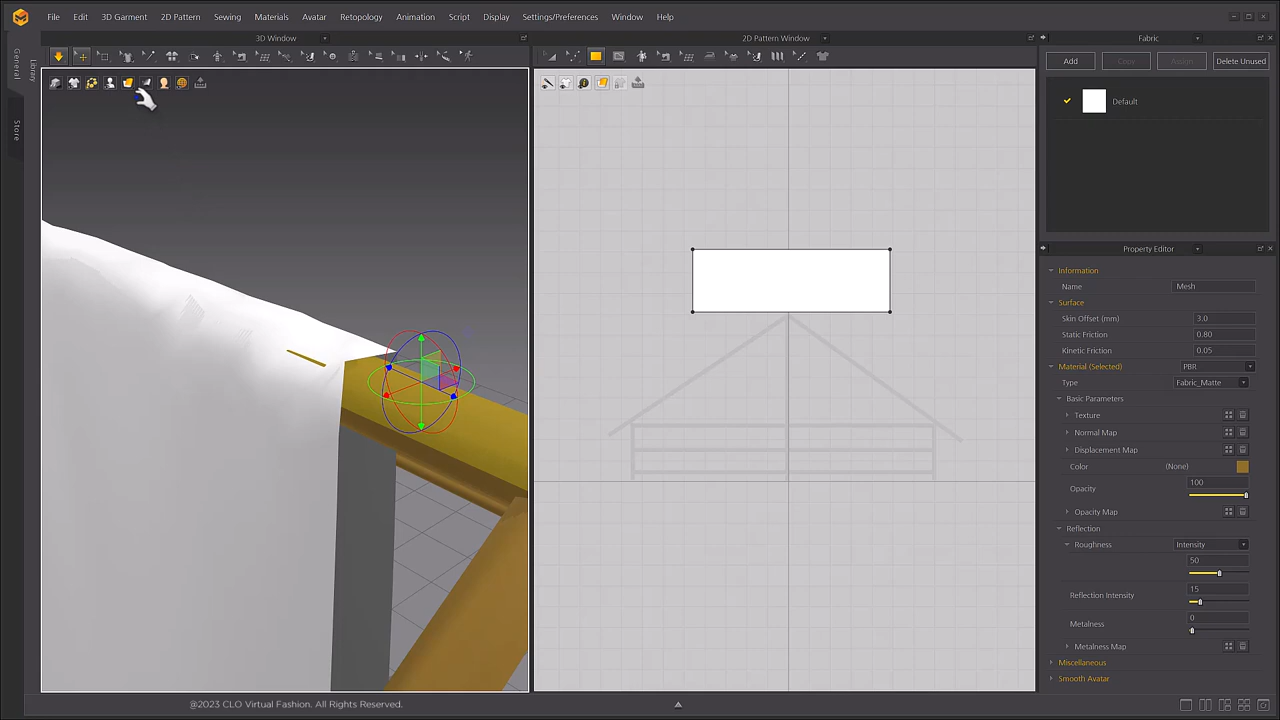 File Edit 3D Garment 2D Pattern Sewing Materials Avatar Retopology Animation Script Display Settings/Preferences Window Help
3D Window
2D Pattern Window
Fabric
General
Library
Store
Add Copy Assign Delete Unused
Default
Property Editor
Information
Name Mesh
Surface
Skin Offset (mm) 3.0
Static Friction 0.80
Kinetic Friction 0.05
Material (Selected) PBR
Type Fabric_Matte
Basic Parameters
Texture
Normal Map
Displacement Map
Color (None)
Opacity 100
Opacity Map
Reflection
Roughness Intensity
50
Reflection Intensity 15
Metalness 0
Metalness Map
Miscellaneous
Smooth Avatar
@2023 CLO Virtual Fashion. All Rights Reserved.